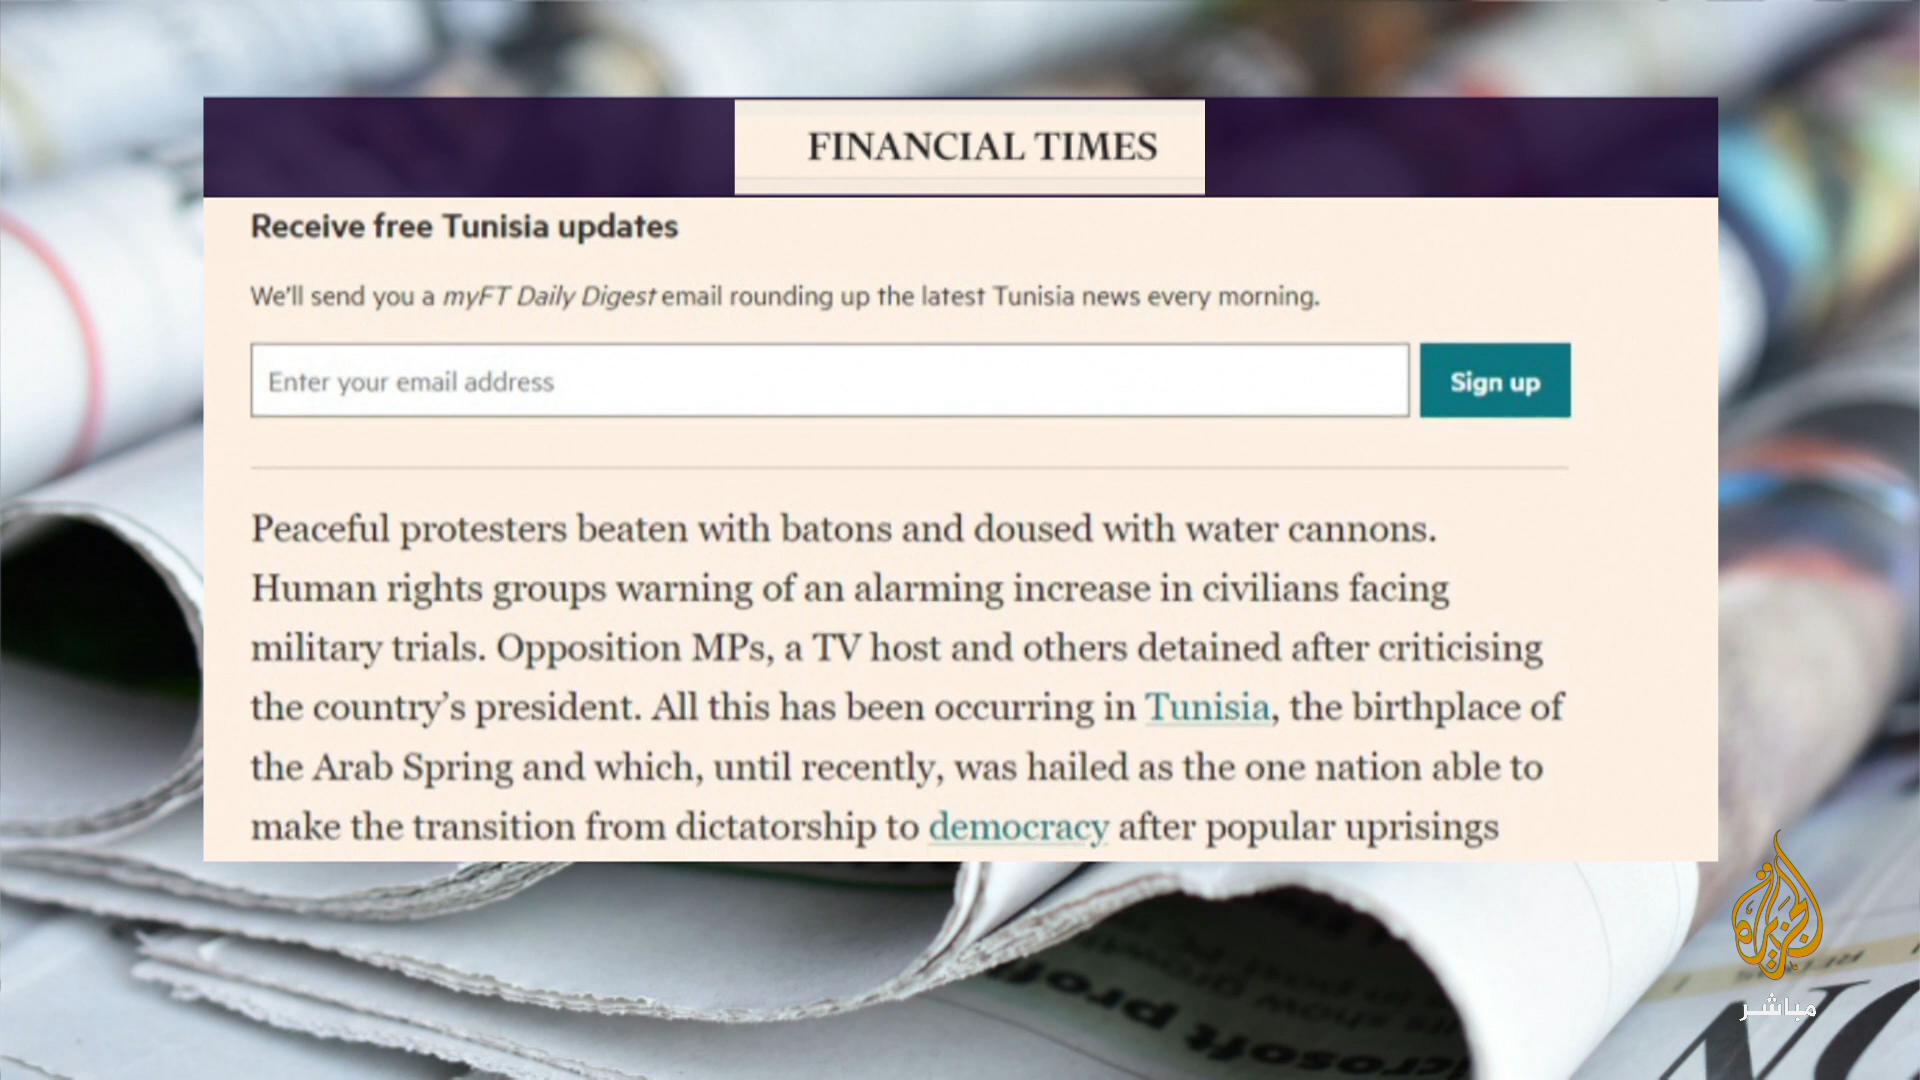 FINANCIAL TIMES
Receive free Tunisia updates
We'll send you a myFT Daily Digest email rounding up the latest Tunisia news every morning.
Enter your email address
Sign up
Peaceful protesters beaten with batons and doused with water cannons.
Human rights groups warning of an alarming increase in civilians facing
military trials. Opposition MPs, a TV host and others detained after criticising
the country’s president. All this has been occurring in Tunisia, the birthplace of
the Arab Spring and which, until recently, was hailed as the one nation able to
make the transition from dictatorship to democracy after popular uprisings
الجزيرة
مباشر